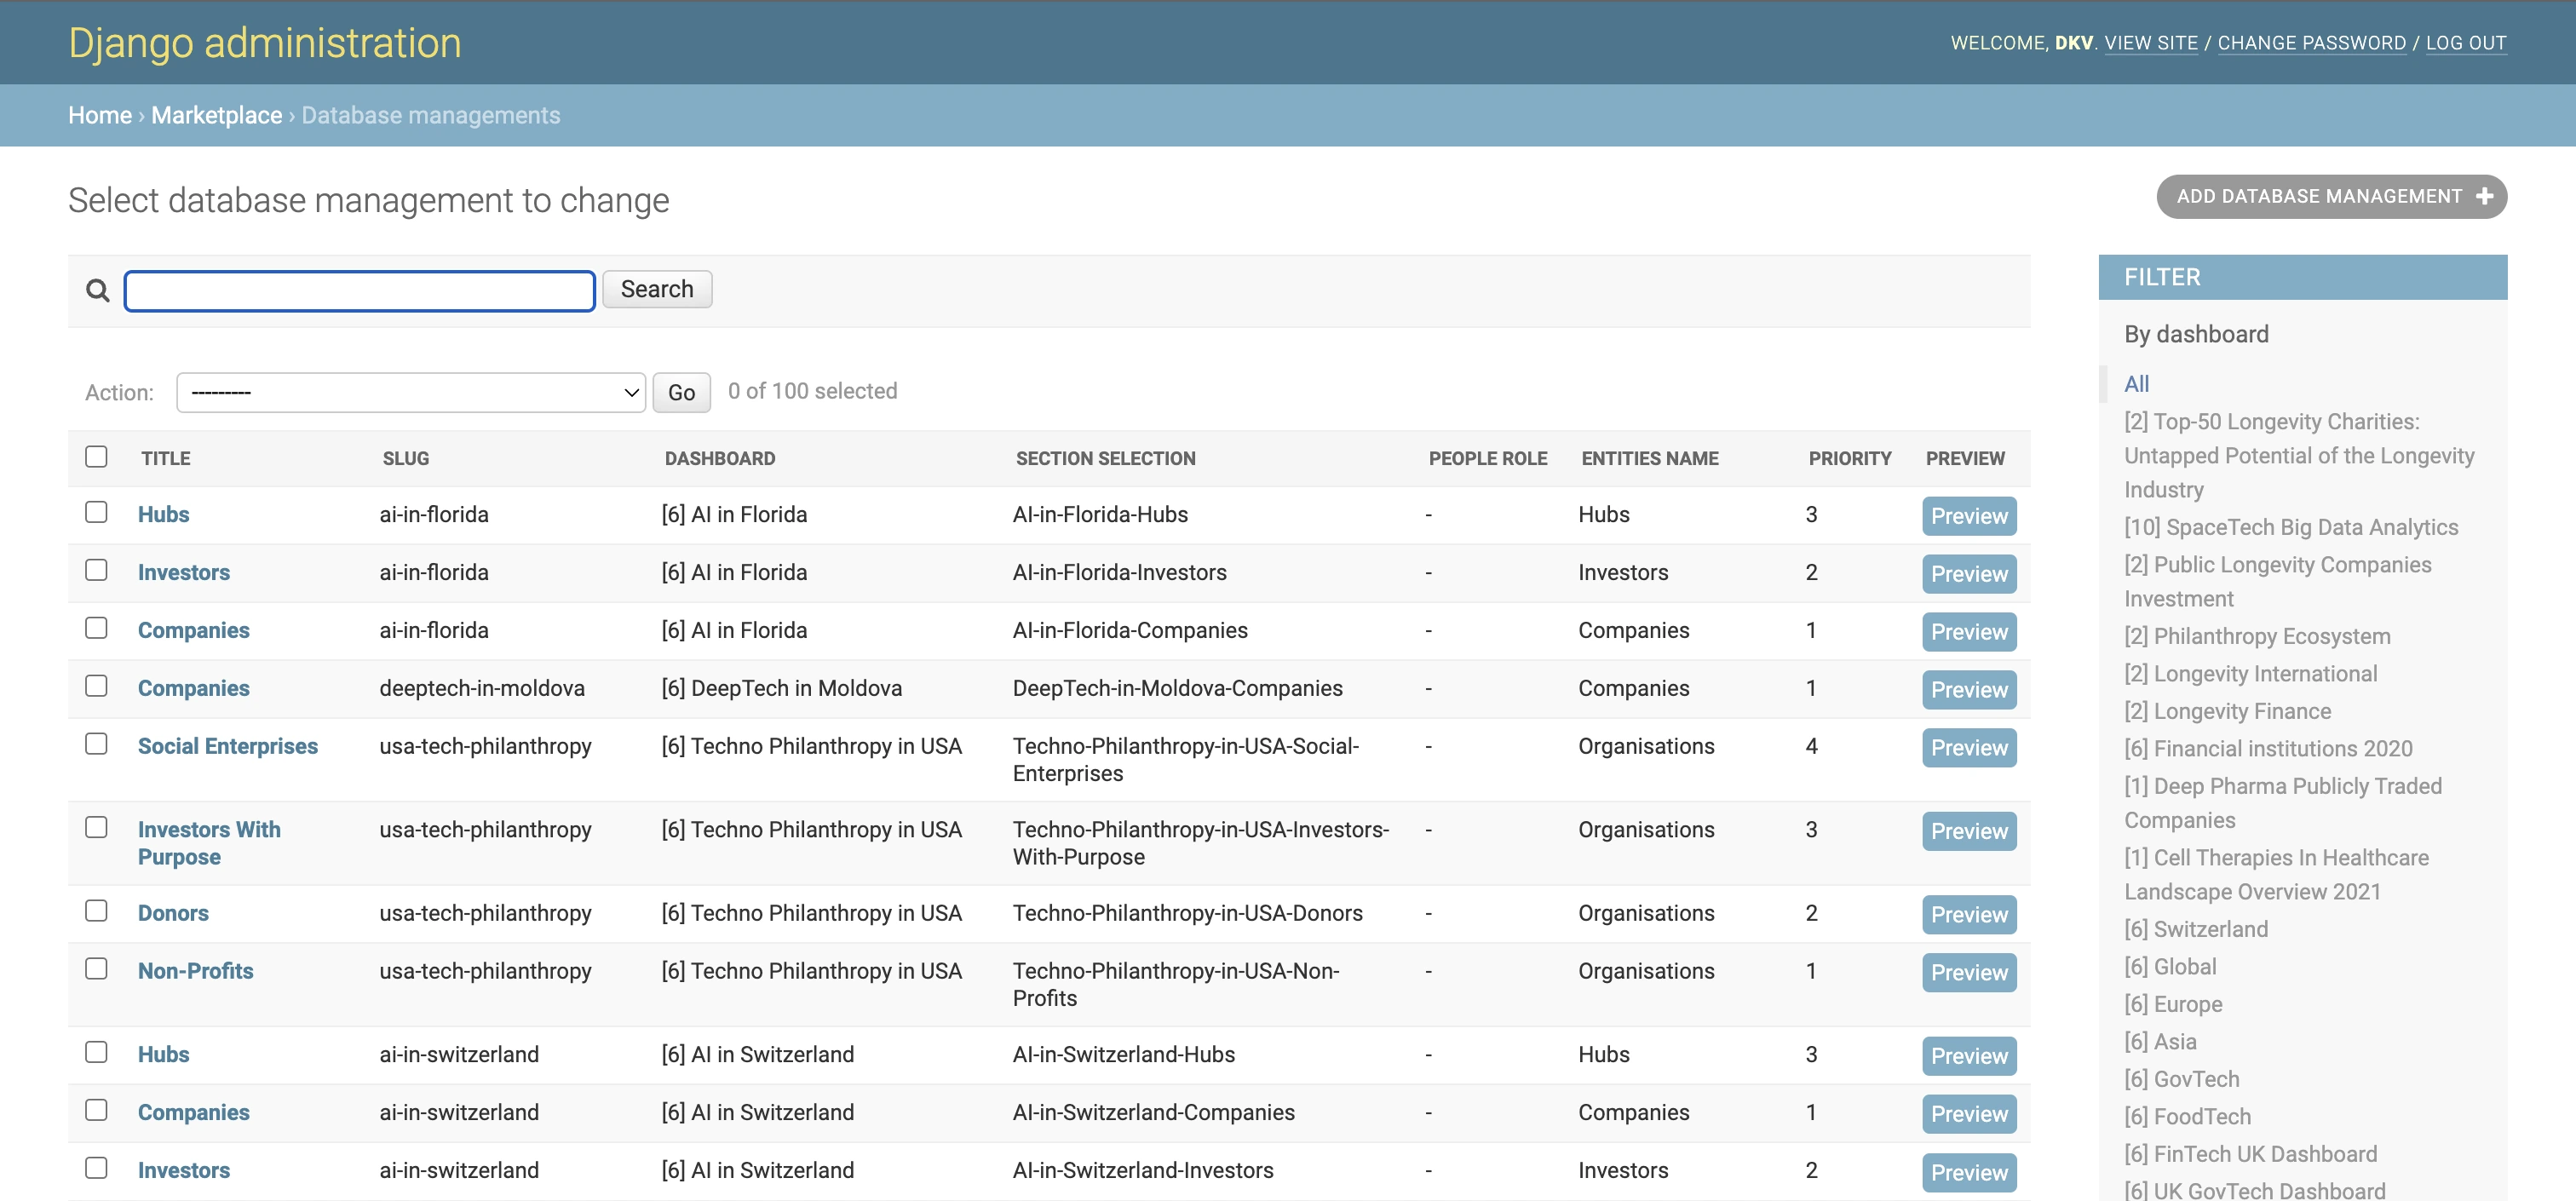 Django administration
WELCOME, DKV. VIEW SITE / CHANGE PASSWORD / LOG OUT
Home › Marketplace › Database managements
Select database management to change
ADD DATABASE MANAGEMENT +
Search
Action: --------- Go 0 of 100 selected
TITLE SLUG DASHBOARD SECTION SELECTION PEOPLE ROLE ENTITIES NAME PRIORITY PREVIEW
Hubs ai-in-florida [6] AI in Florida AI-in-Florida-Hubs - Hubs 3 Preview
Investors ai-in-florida [6] AI in Florida AI-in-Florida-Investors - Investors 2 Preview
Companies ai-in-florida [6] AI in Florida AI-in-Florida-Companies - Companies 1 Preview
Companies deeptech-in-moldova [6] DeepTech in Moldova DeepTech-in-Moldova-Companies - Companies 1 Preview
Social Enterprises usa-tech-philanthropy [6] Techno Philanthropy in USA Techno-Philanthropy-in-USA-Social- - Organisations 4 Preview
Enterprises
Investors With usa-tech-philanthropy [6] Techno Philanthropy in USA Techno-Philanthropy-in-USA-Investors- - Organisations 3 Preview
Purpose With-Purpose
Donors usa-tech-philanthropy [6] Techno Philanthropy in USA Techno-Philanthropy-in-USA-Donors - Organisations 2 Preview
Non-Profits usa-tech-philanthropy [6] Techno Philanthropy in USA Techno-Philanthropy-in-USA-Non- - Organisations 1 Preview
Profits
Hubs ai-in-switzerland [6] AI in Switzerland AI-in-Switzerland-Hubs - Hubs 3 Preview
Companies ai-in-switzerland [6] AI in Switzerland AI-in-Switzerland-Companies - Companies 1 Preview
Investors ai-in-switzerland [6] AI in Switzerland AI-in-Switzerland-Investors - Investors 2 Preview
FILTER
By dashboard
All
[2] Top-50 Longevity Charities:
Untapped Potential of the Longevity
Industry
[10] SpaceTech Big Data Analytics
[2] Public Longevity Companies
Investment
[2] Philanthropy Ecosystem
[2] Longevity International
[2] Longevity Finance
[6] Financial institutions 2020
[1] Deep Pharma Publicly Traded
Companies
[1] Cell Therapies In Healthcare
Landscape Overview 2021
[6] Switzerland
[6] Global
[6] Europe
[6] Asia
[6] GovTech
[6] FoodTech
[6] FinTech UK Dashboard
[6] UK GovTech Dashboard